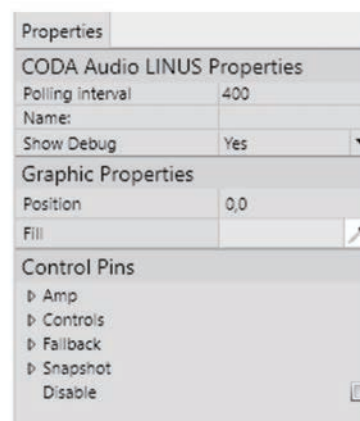 Properties
CODA Audio LINUS Properties
Polling interval 400
Name:
Show Debug Yes
Graphic Properties
Position 0,0
Fill
Control Pins
Amp
Controls
Fallback
Snapshot
Disable